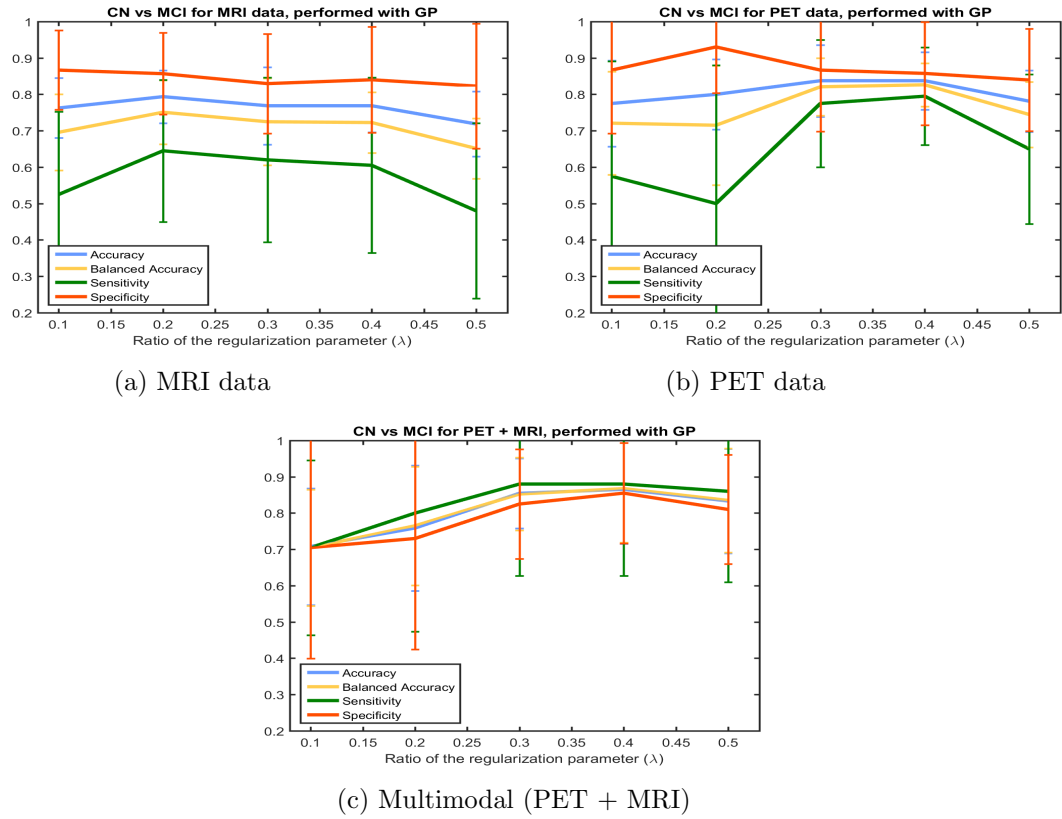 CN vs MCI for MRI data, performed with GP
1
0.9
0.8
0.7
0.6
0.5
0.4
0.3
0.2
Accuracy
Balanced Accuracy
Sensitivity
Specificity
0.1 0.15 0.2 0.25 0.3 0.35 0.4 0.45 0.5
Ratio of the regularization parameter (λ)
(a) MRI data
CN vs MCI for PET data, performed with GP
1
0.9
0.8
0.7
0.6
0.5
0.4
0.3
0.2
Accuracy
Balanced Accuracy
Sensitivity
Specificity
0.1 0.15 0.2 0.25 0.3 0.35 0.4 0.45 0.5
Ratio of the regularization parameter (λ)
(b) PET data
CN vs MCI for PET + MRI, performed with GP
1
0.9
0.8
0.7
0.6
0.5
0.4
0.3
0.2
Accuracy
Balanced Accuracy
Sensitivity
Specificity
0.1 0.15 0.2 0.25 0.3 0.35 0.4 0.45 0.5
Ratio of the regularization parameter (λ)
(c) Multimodal (PET + MRI)